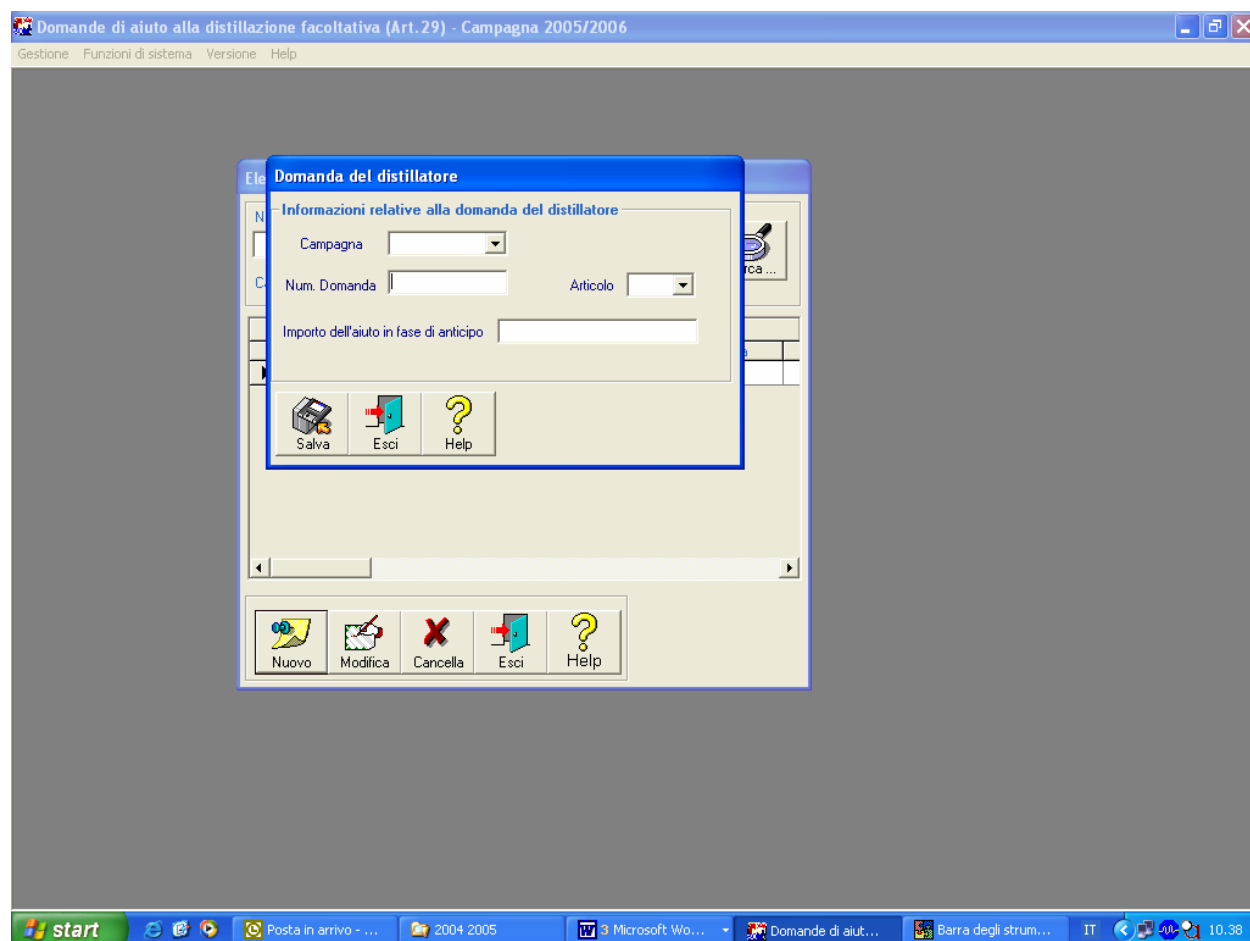 Domande di aiuto alla distillazione facoltativa (Art.29) - Campagna 2005/2006
Gestione Funzioni di sistema Versione Help
Ele
Domanda del distillatore
N
Informazioni relative alla domanda del distillatore
Campagna
rca ...
Num. Domanda
Articolo
Importo dell'aiuto in fase di anticipo
Salva Esci Help
Nuovo Modifica Cancella Esci Help
start Posta in arrivo - ... 2004 2005 3 Microsoft Wo... Domande di aiut... Barra degli strum... IT 10.38